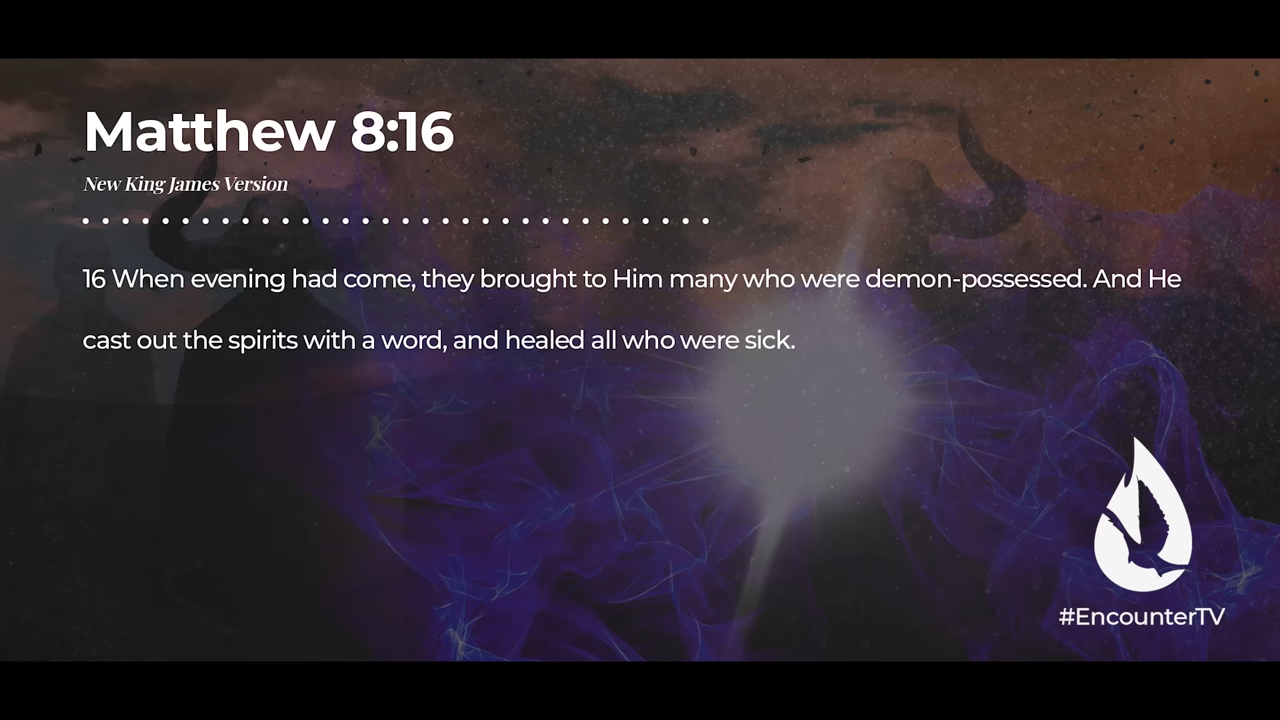 Matthew 8:16
New King James Version
16 When evening had come, they brought to Him many who were demon-possessed. And He
cast out the spirits with a word, and healed all who were sick.
#EncounterTV